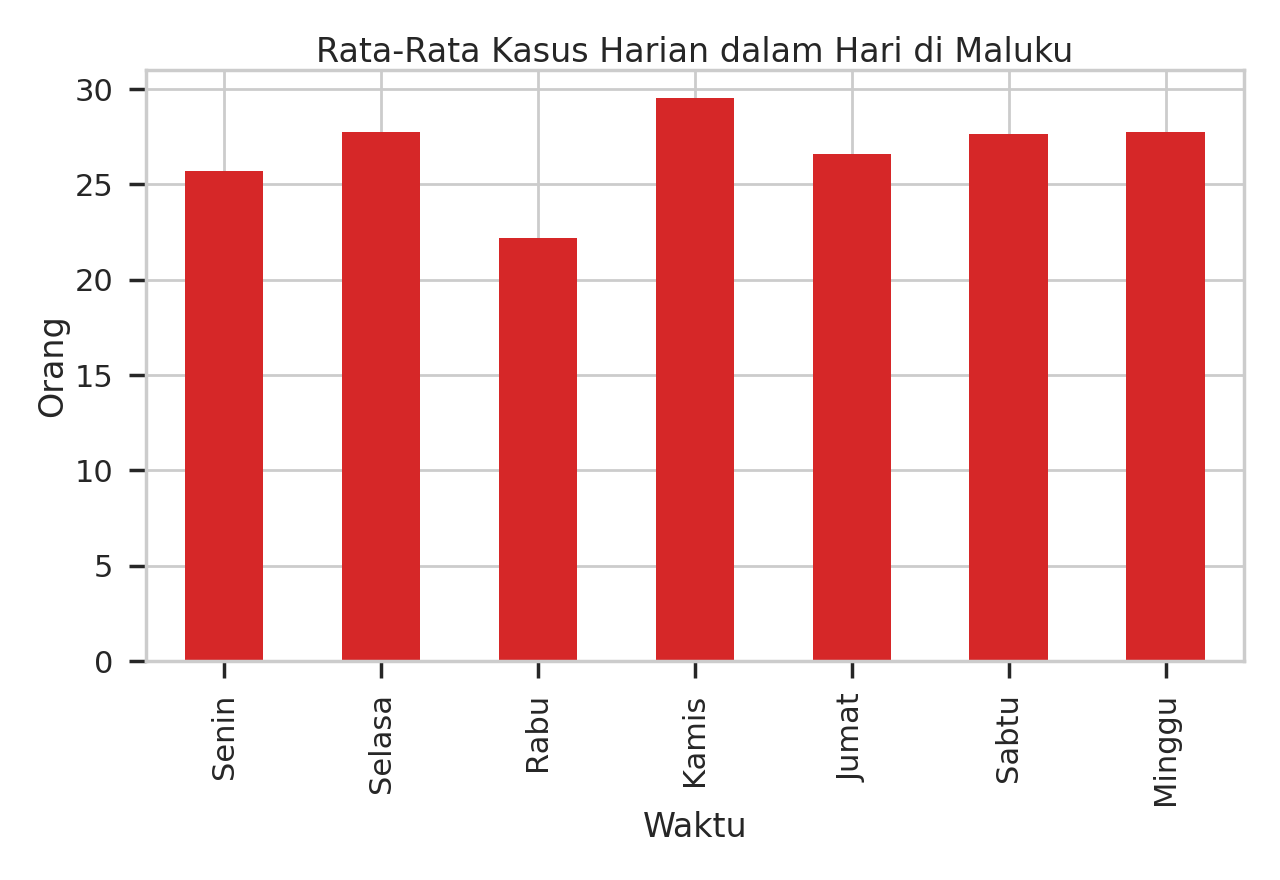 Rata-Rata Kasus Harian dalam Hari di Maluku
30
25
20
15
10
5
0
Orang
Senin
Selasa
Rabu
Kamis
Jumat
Sabtu
Minggu
Waktu